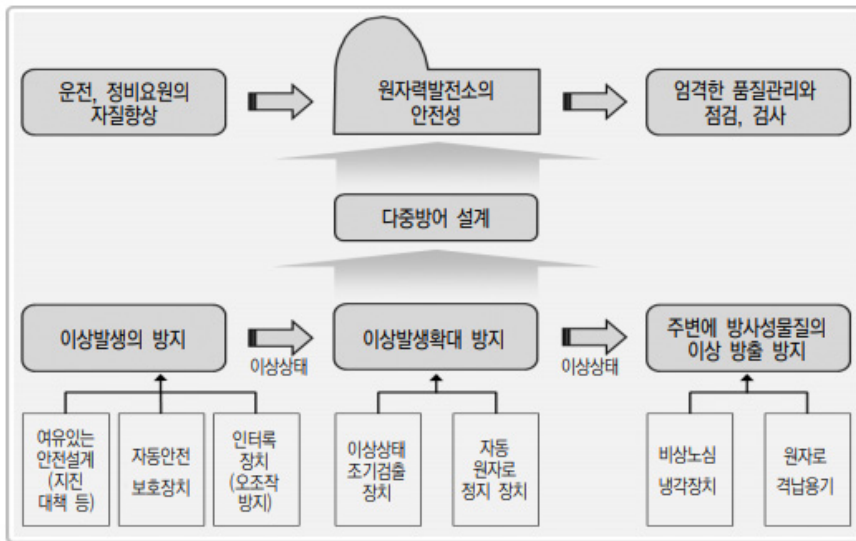 운전, 정비요원의
자질향상
원자력발전소의
안전성
엄격한 품질관리와
점검, 검사
다중방어 설계
이상발생의 방지
이상상태
이상발생확대 방지
이상상태
주변에 방사성물질의
이상 방출 방지
여유있는
안전설계
(지진
대책 등)
자동안전
보호장치
인터록
장치
(오조작
방지)
이상상태
조기검출
장치
자동
원자로
정지 장치
비상노심
냉각장치
원자로
격납용기